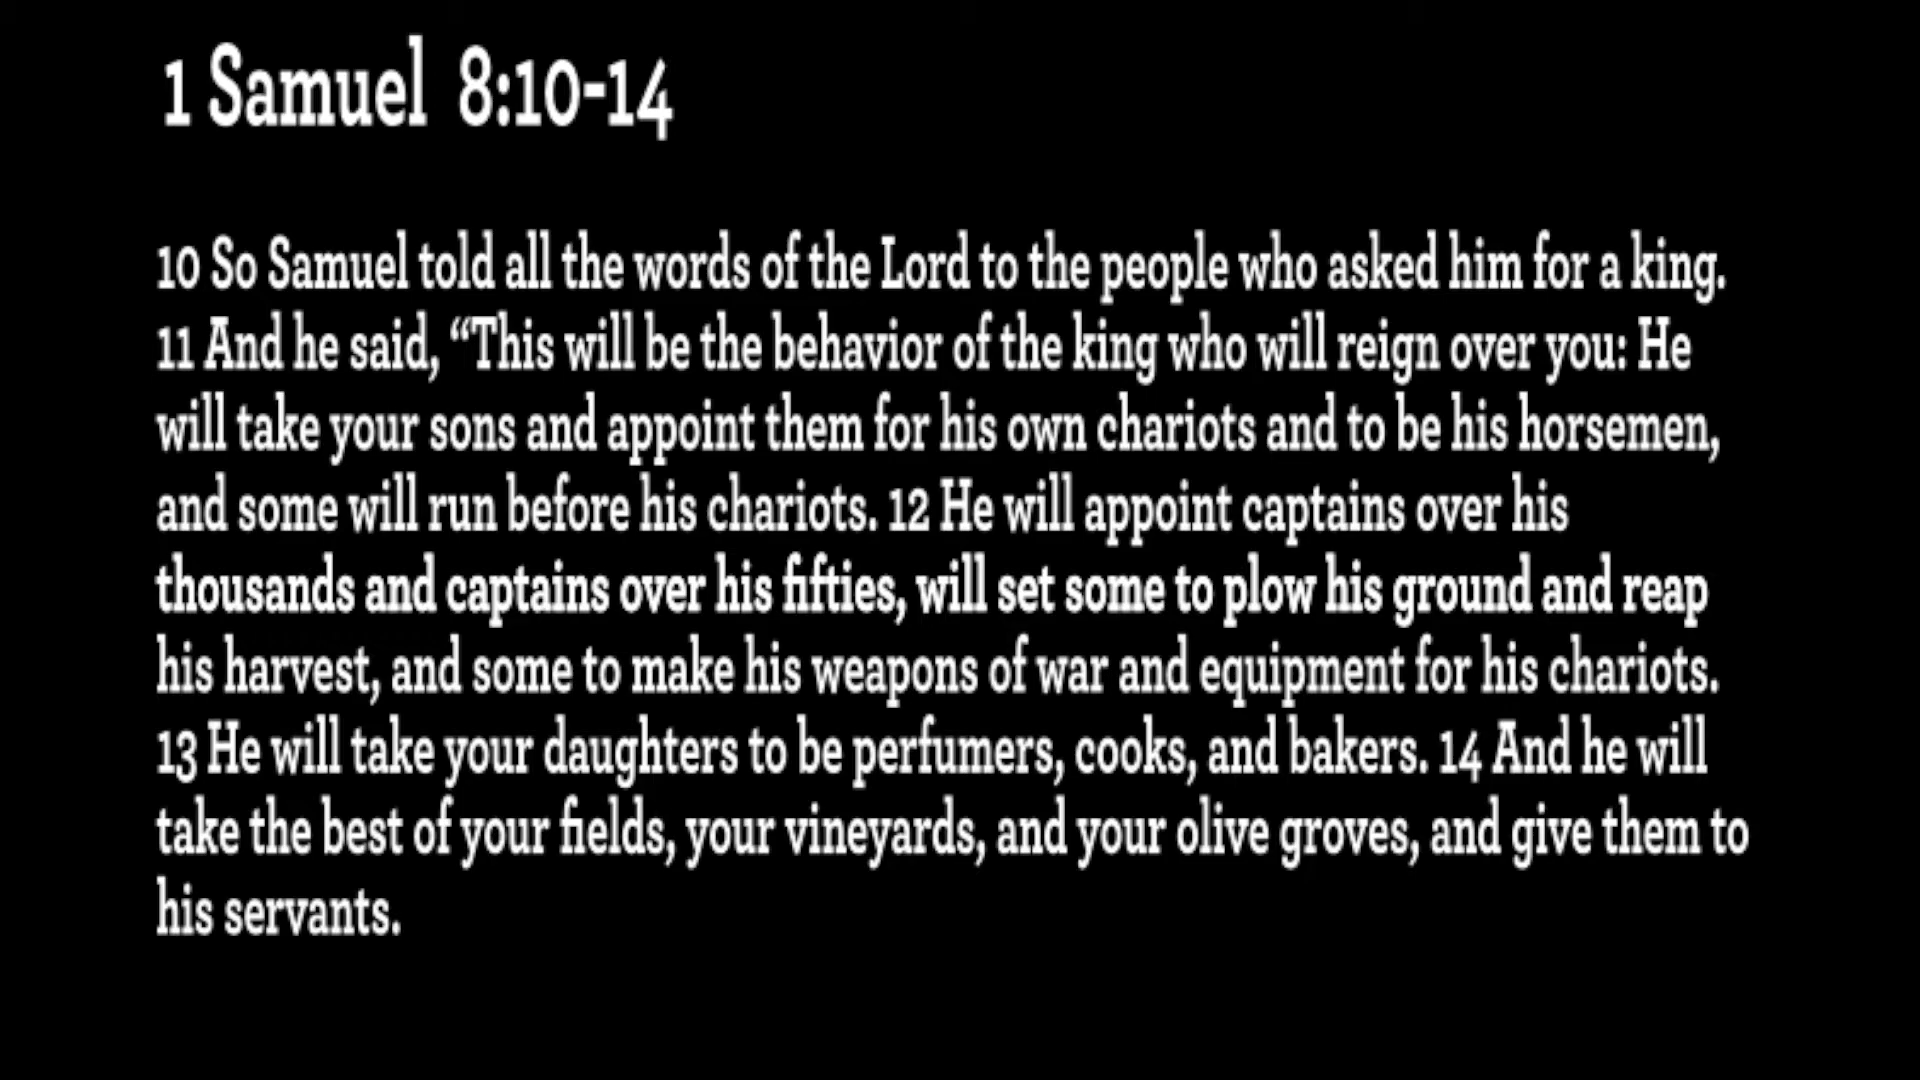 1 Samuel 8:10-14
10 So Samuel told all the words of the Lord to the people who asked him for a king.
11 And he said, “This will be the behavior of the king who will reign over you: He
will take your sons and appoint them for his own chariots and to be his horsemen,
and some will run before his chariots. 12 He will appoint captains over his
thousands and captains over his fifties, will set some to plow his ground and reap
his harvest, and some to make his weapons of war and equipment for his chariots.
13 He will take your daughters to be perfumers, cooks, and bakers. 14 And he will
take the best of your fields, your vineyards, and your olive groves, and give them to
his servants.